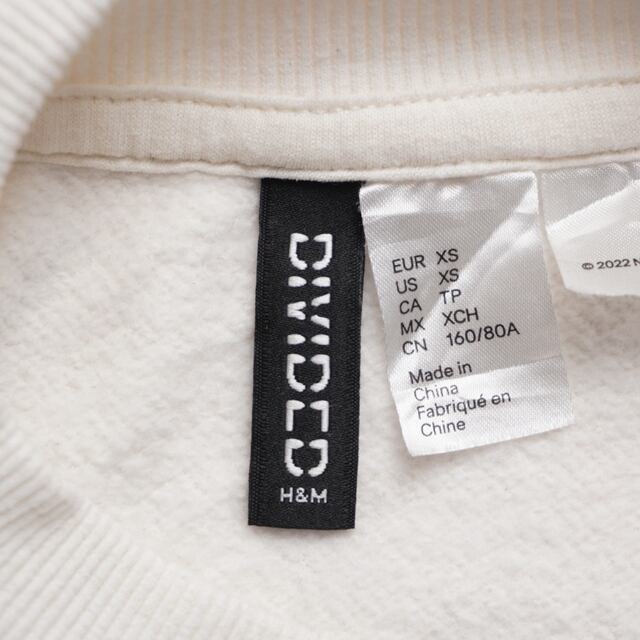 DIVIDED
H&M
EUR XS
US XS
CA TP
MX XCH
CN 160/80A
Made in
China
Fabriqué en
Chine
© 2022 N